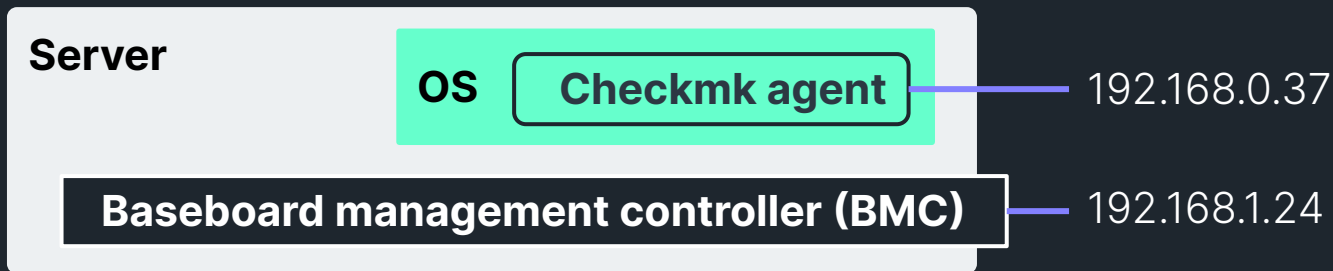 Server
OS
Checkmk agent
192.168.0.37
Baseboard management controller (BMC)
192.168.1.24